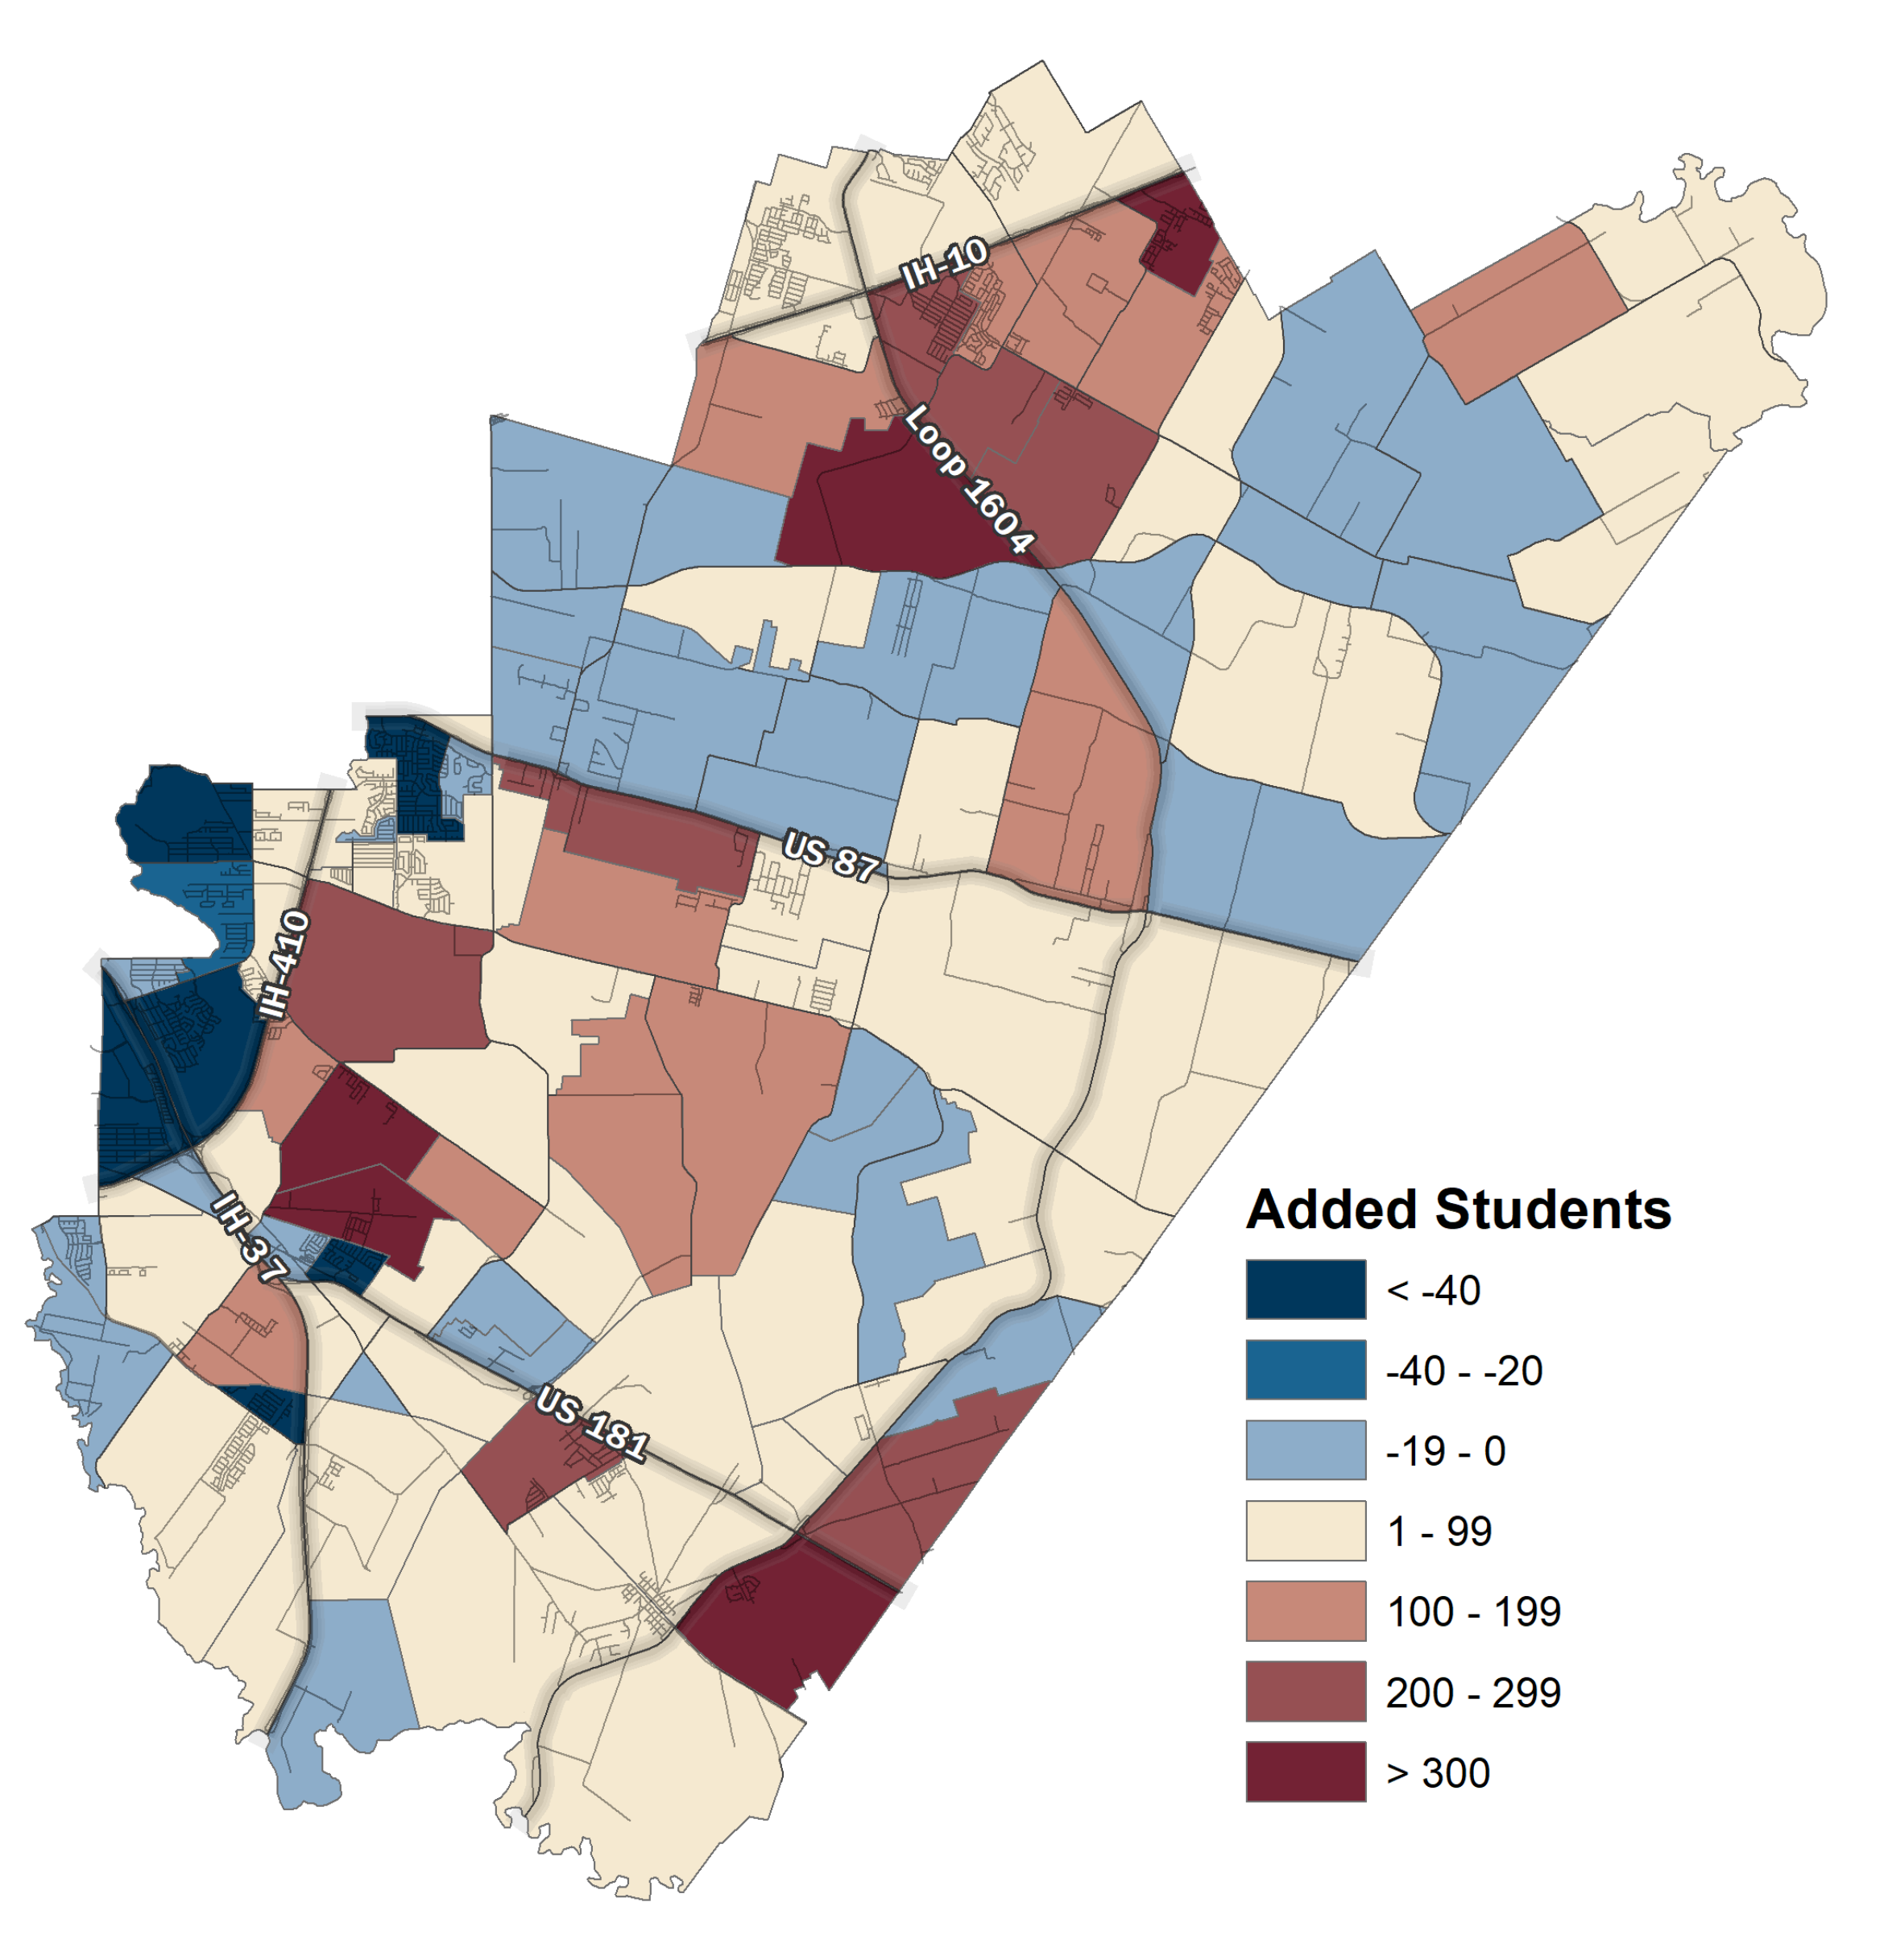 IH-10
Loop 1604
US 87
IH-410
IH-37
US 181
Added Students
< -40
-40 - -20
-19 - 0
1 - 99
100 - 199
200 - 299
> 300